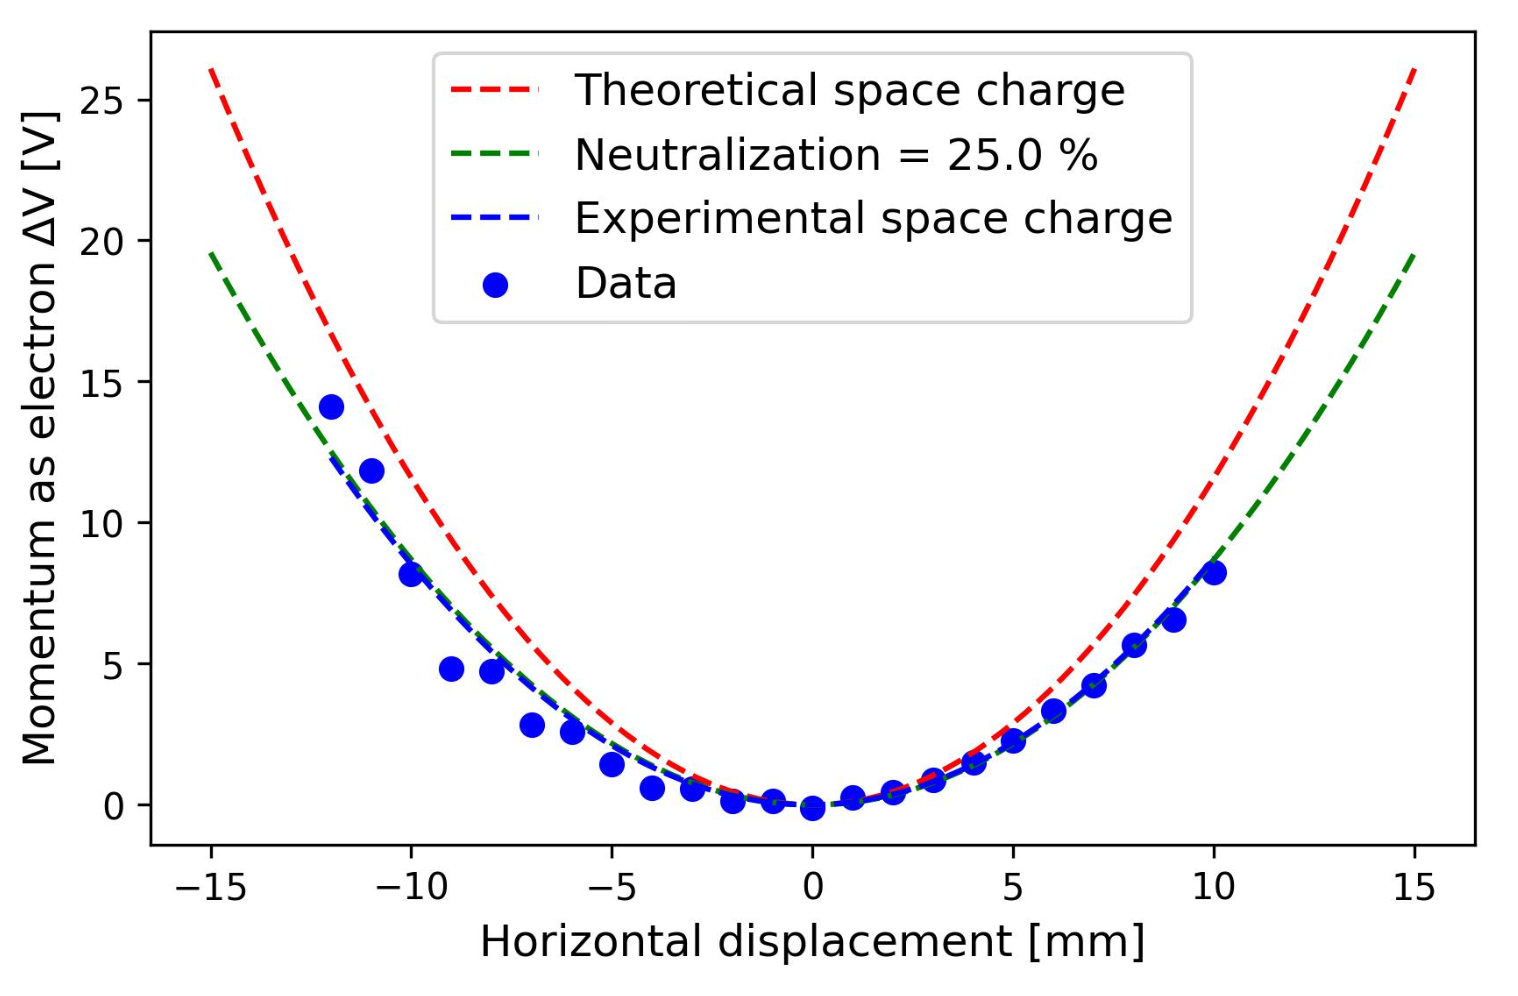 Theoretical space charge
Neutralization = 25.0 %
Experimental space charge
Data
Momentum as electron ΔV [V]
25
20
15
10
5
0
−15
−10
−5
0
5
10
15
Horizontal displacement [mm]